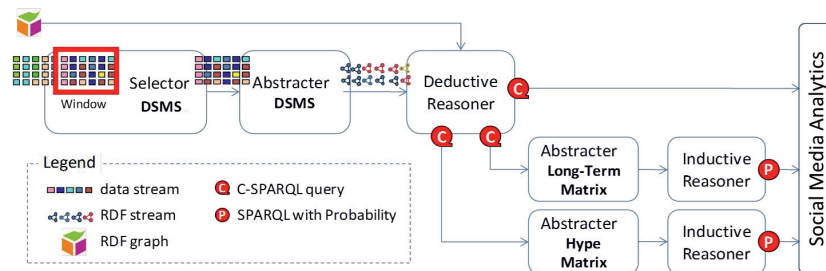 Window
Selector
DSMS
Abstracter
DSMS
Deductive
Reasoner
C
C
C
Abstracter
Long-Term
Matrix
Inductive
Reasoner
P
Abstracter
Hype
Matrix
Inductive
Reasoner
P
Social Media Analytics
Legend
data stream
C C-SPARQL query
RDF stream
P SPARQL with Probability
RDF graph